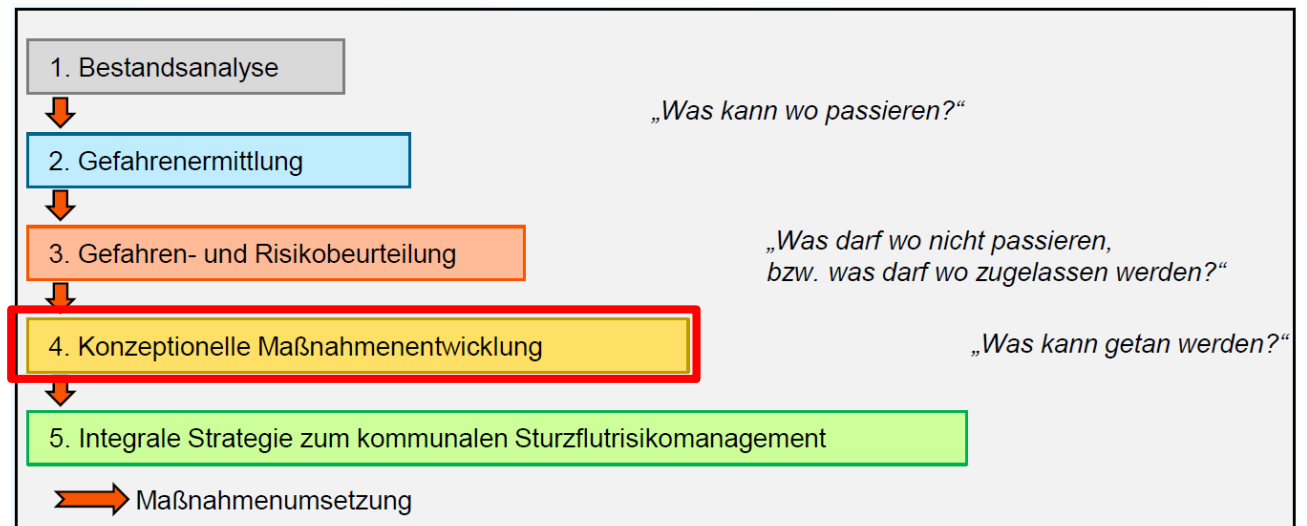 1. Bestandsanalyse
„Was kann wo passieren?“
2. Gefahrenermittlung
3. Gefahren- und Risikobeurteilung
„Was darf wo nicht passieren,
bzw. was darf wo zugelassen werden?“
4. Konzeptionelle Maßnahmenentwicklung
„Was kann getan werden?“
5. Integrale Strategie zum kommunalen Sturzflutrisikomanagement
Maßnahmenumsetzung